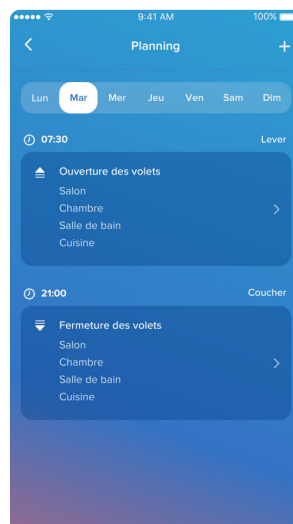 9:41 AM
100%
Planning
Lun Mar Mer Jeu Ven Sam Dim
07:30 Lever
Ouverture des volets
Salon
Chambre
Salle de bain
Cuisine
21:00 Coucher
Fermeture des volets
Salon
Chambre
Salle de bain
Cuisine